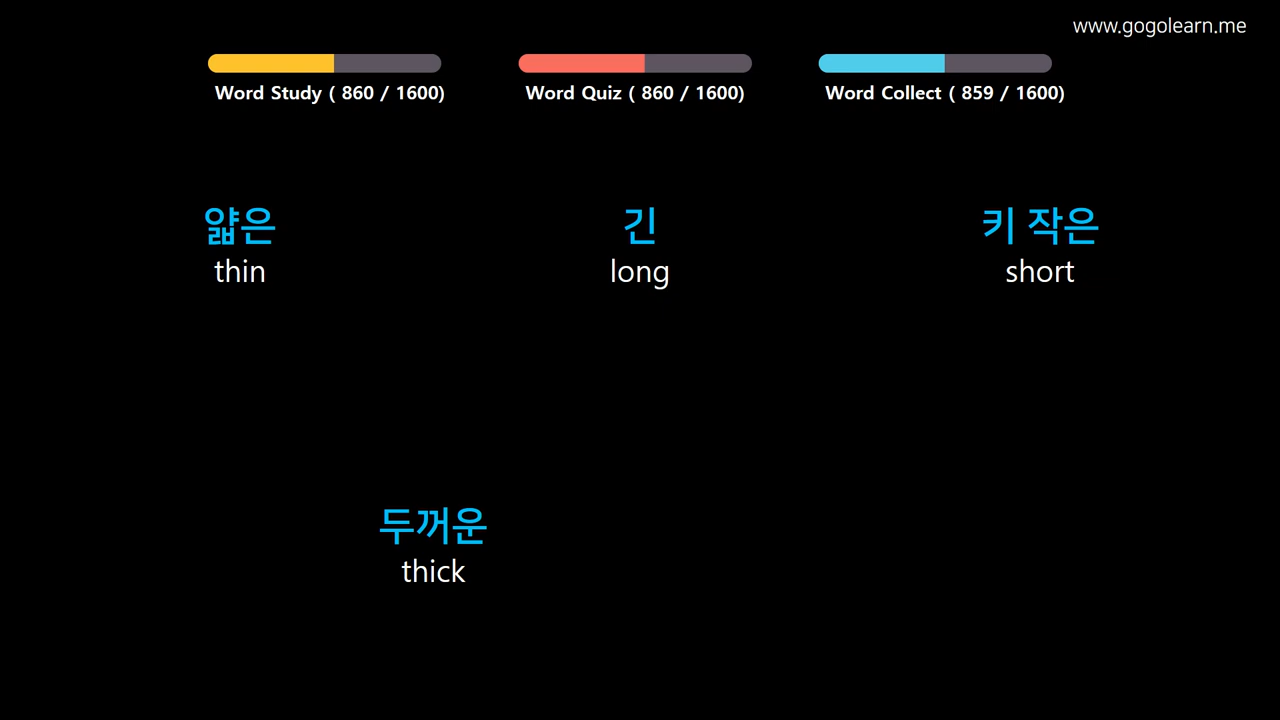 www.gogolearn.me
Word Study ( 860 / 1600)
Word Quiz ( 860 / 1600)
Word Collect ( 859 / 1600)
얇은
thin
긴
long
키 작은
short
두꺼운
thick